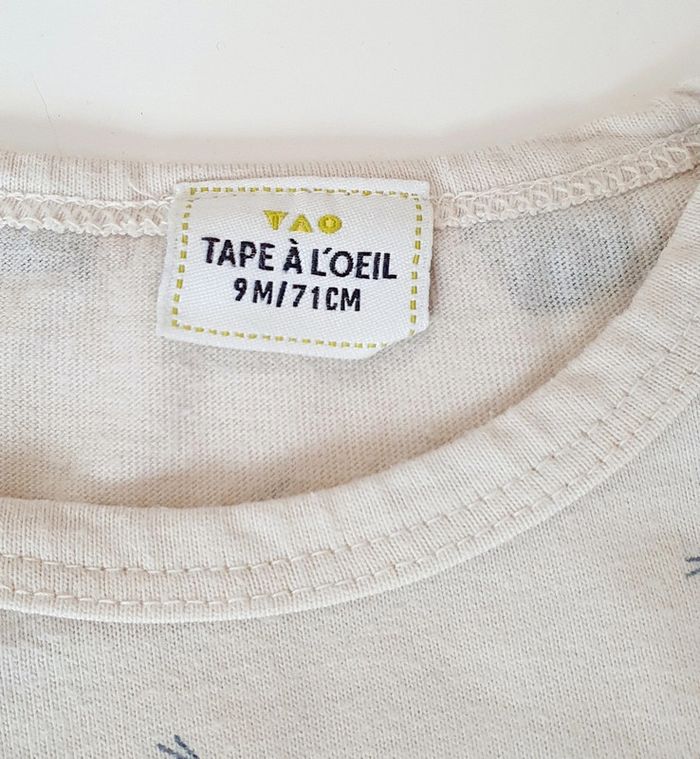 TAO
TAPE À L'OEIL
9M/71CM